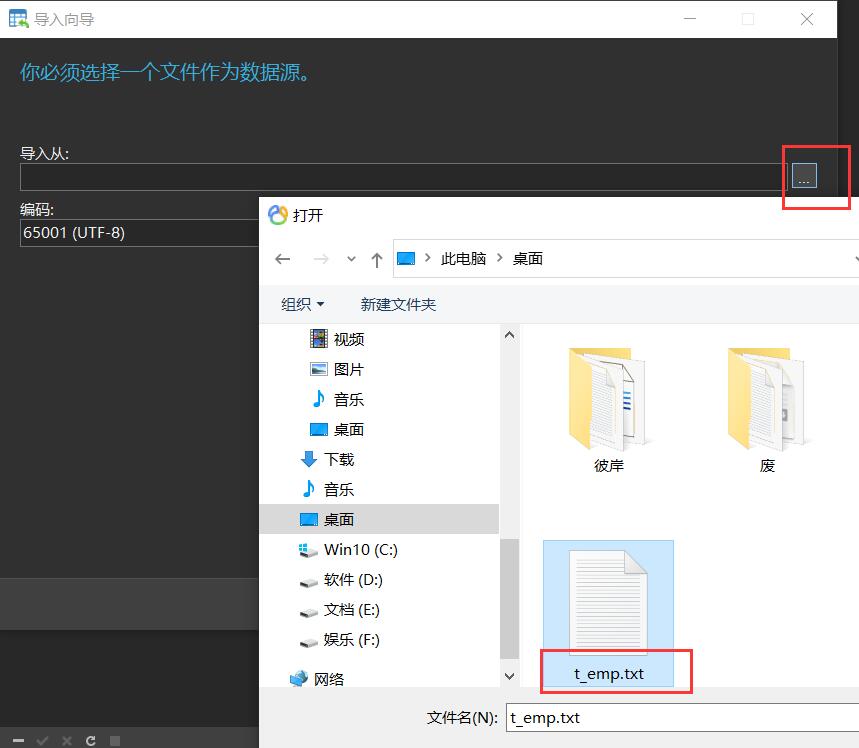 导入向导
你必须选择一个文件作为数据源。
导入从:
...
编码:
65001 (UTF-8)
打开
此电脑 > 桌面
组织 新建文件夹
视频
图片
音乐
桌面
下载
音乐
桌面
Win10 (C:)
软件 (D:)
文档 (E:)
娱乐 (F:)
网络
彼岸 废
t_emp.txt
文件名(N): t_emp.txt